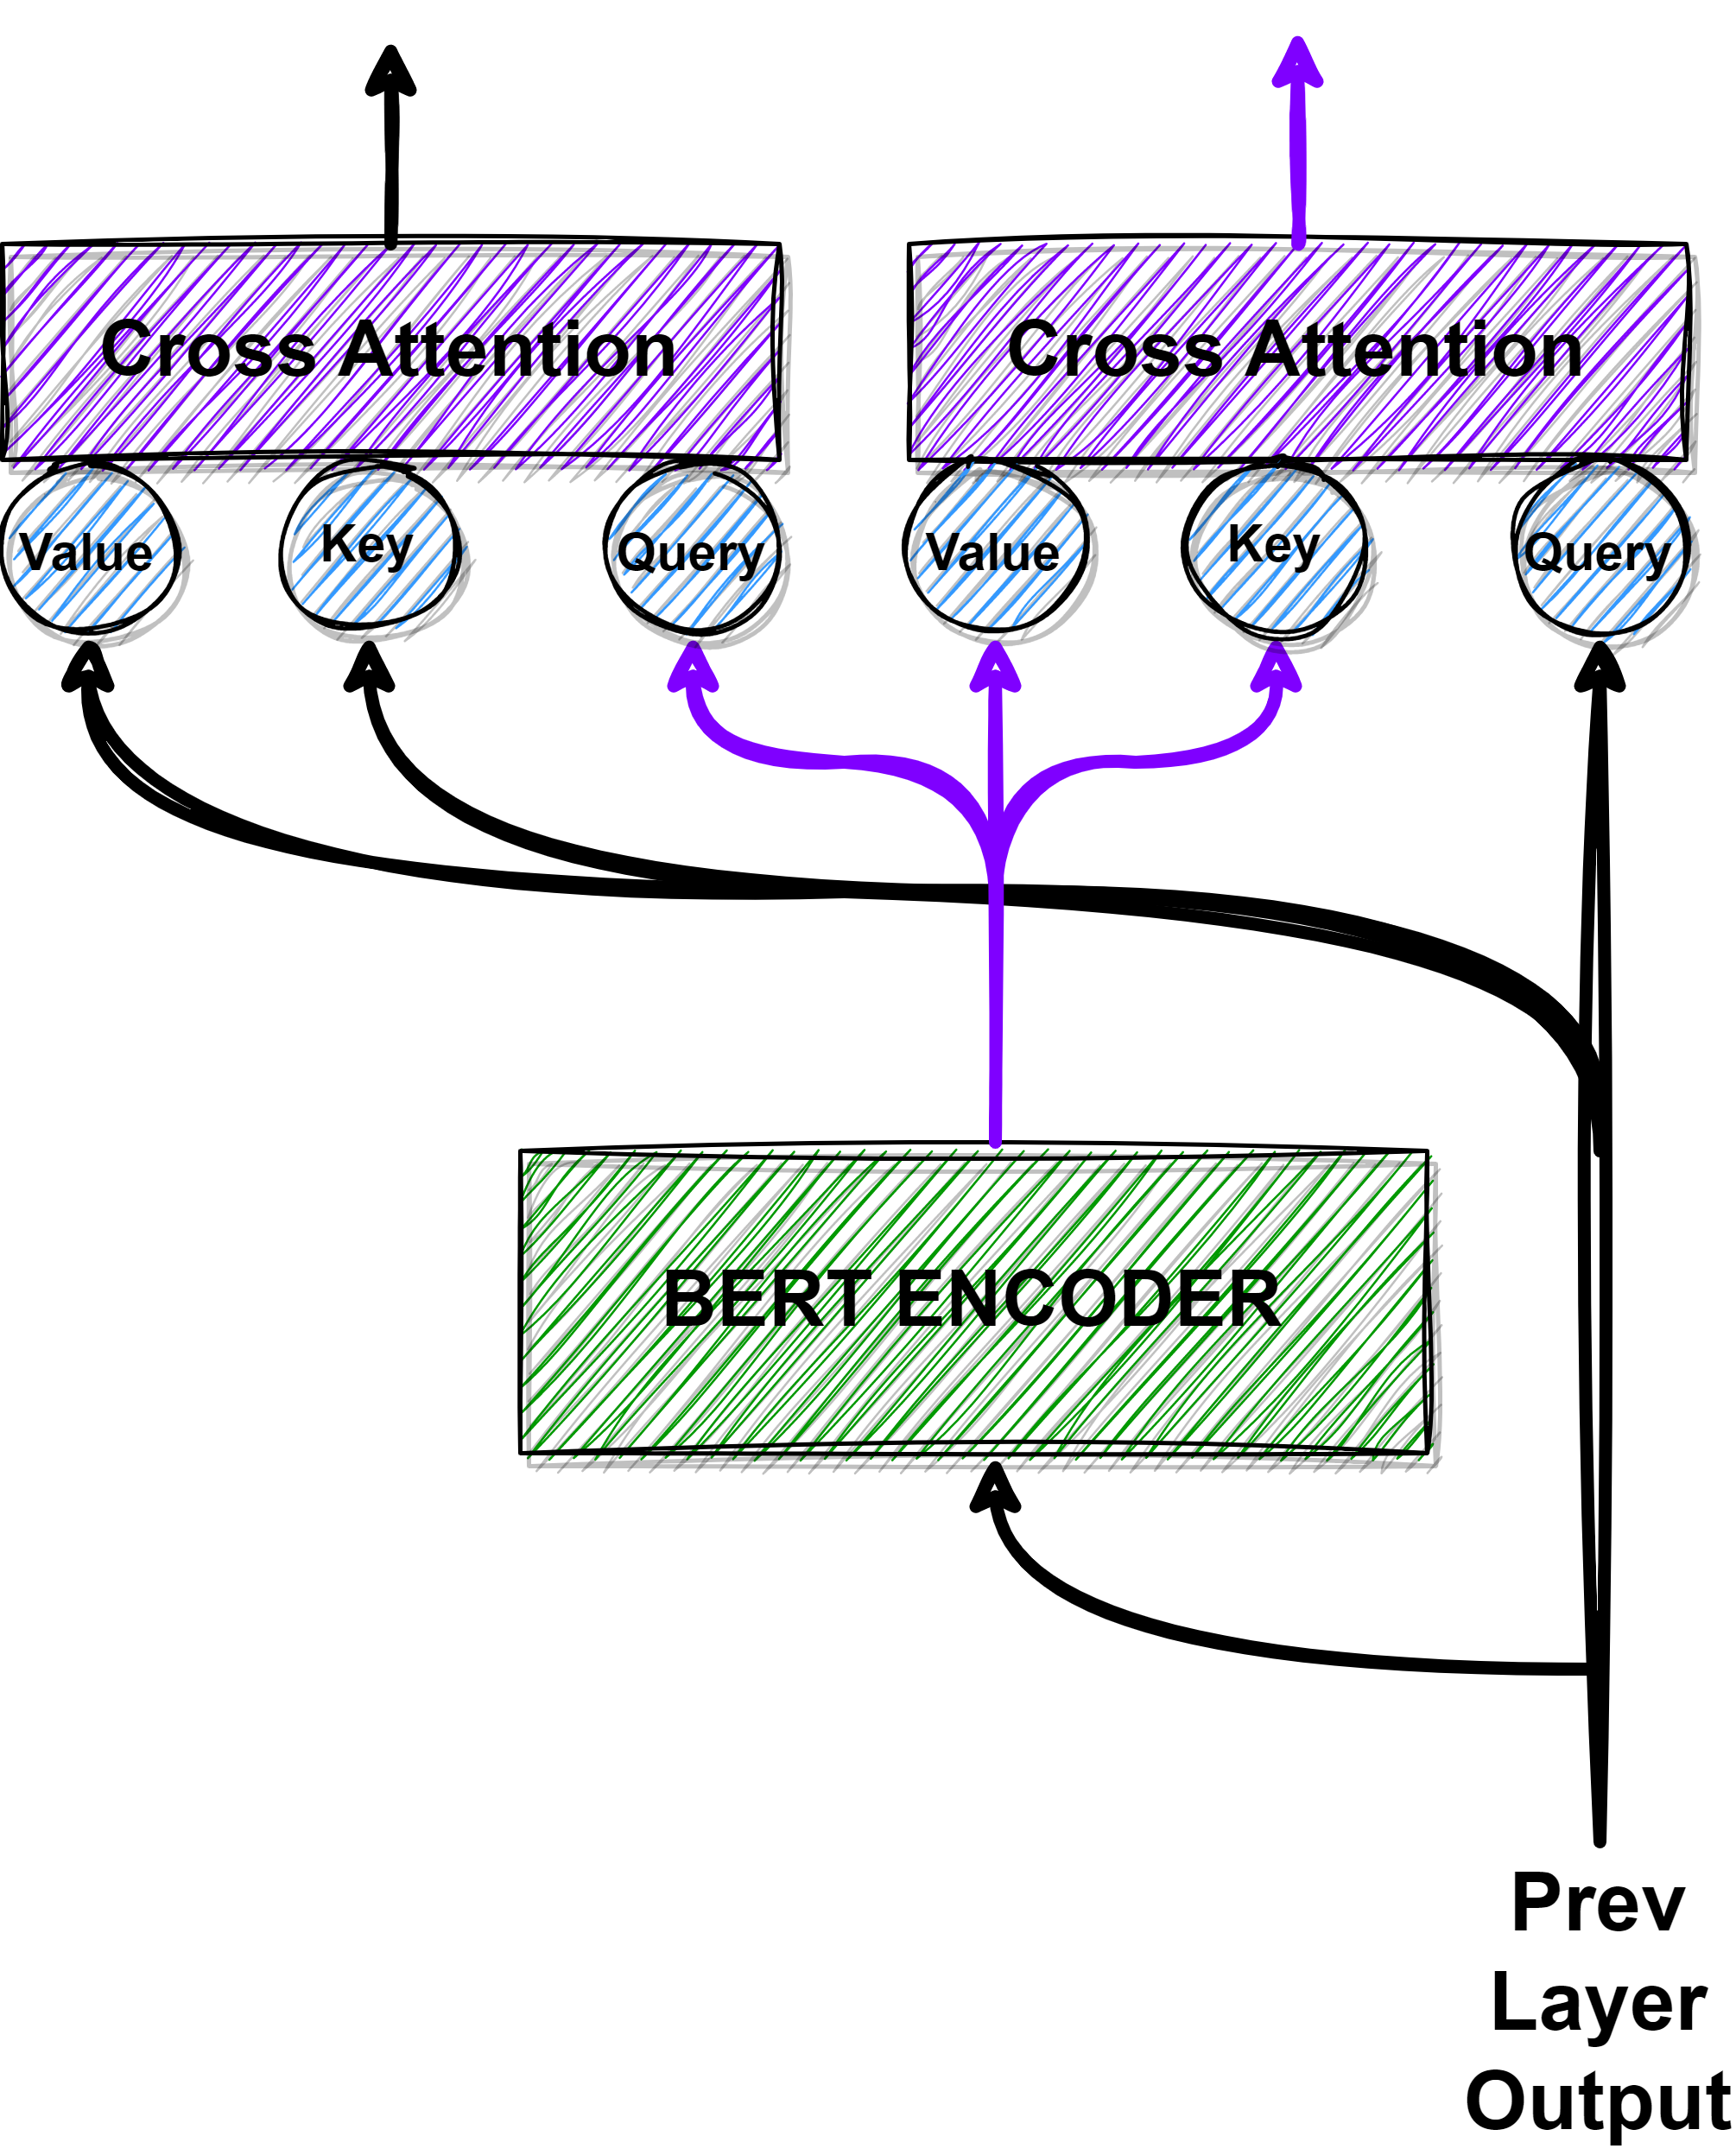 Cross Attention
Cross Attention
Value
Key
Query
Value
Key
Query
BERT ENCODER
Prev
Layer
Output